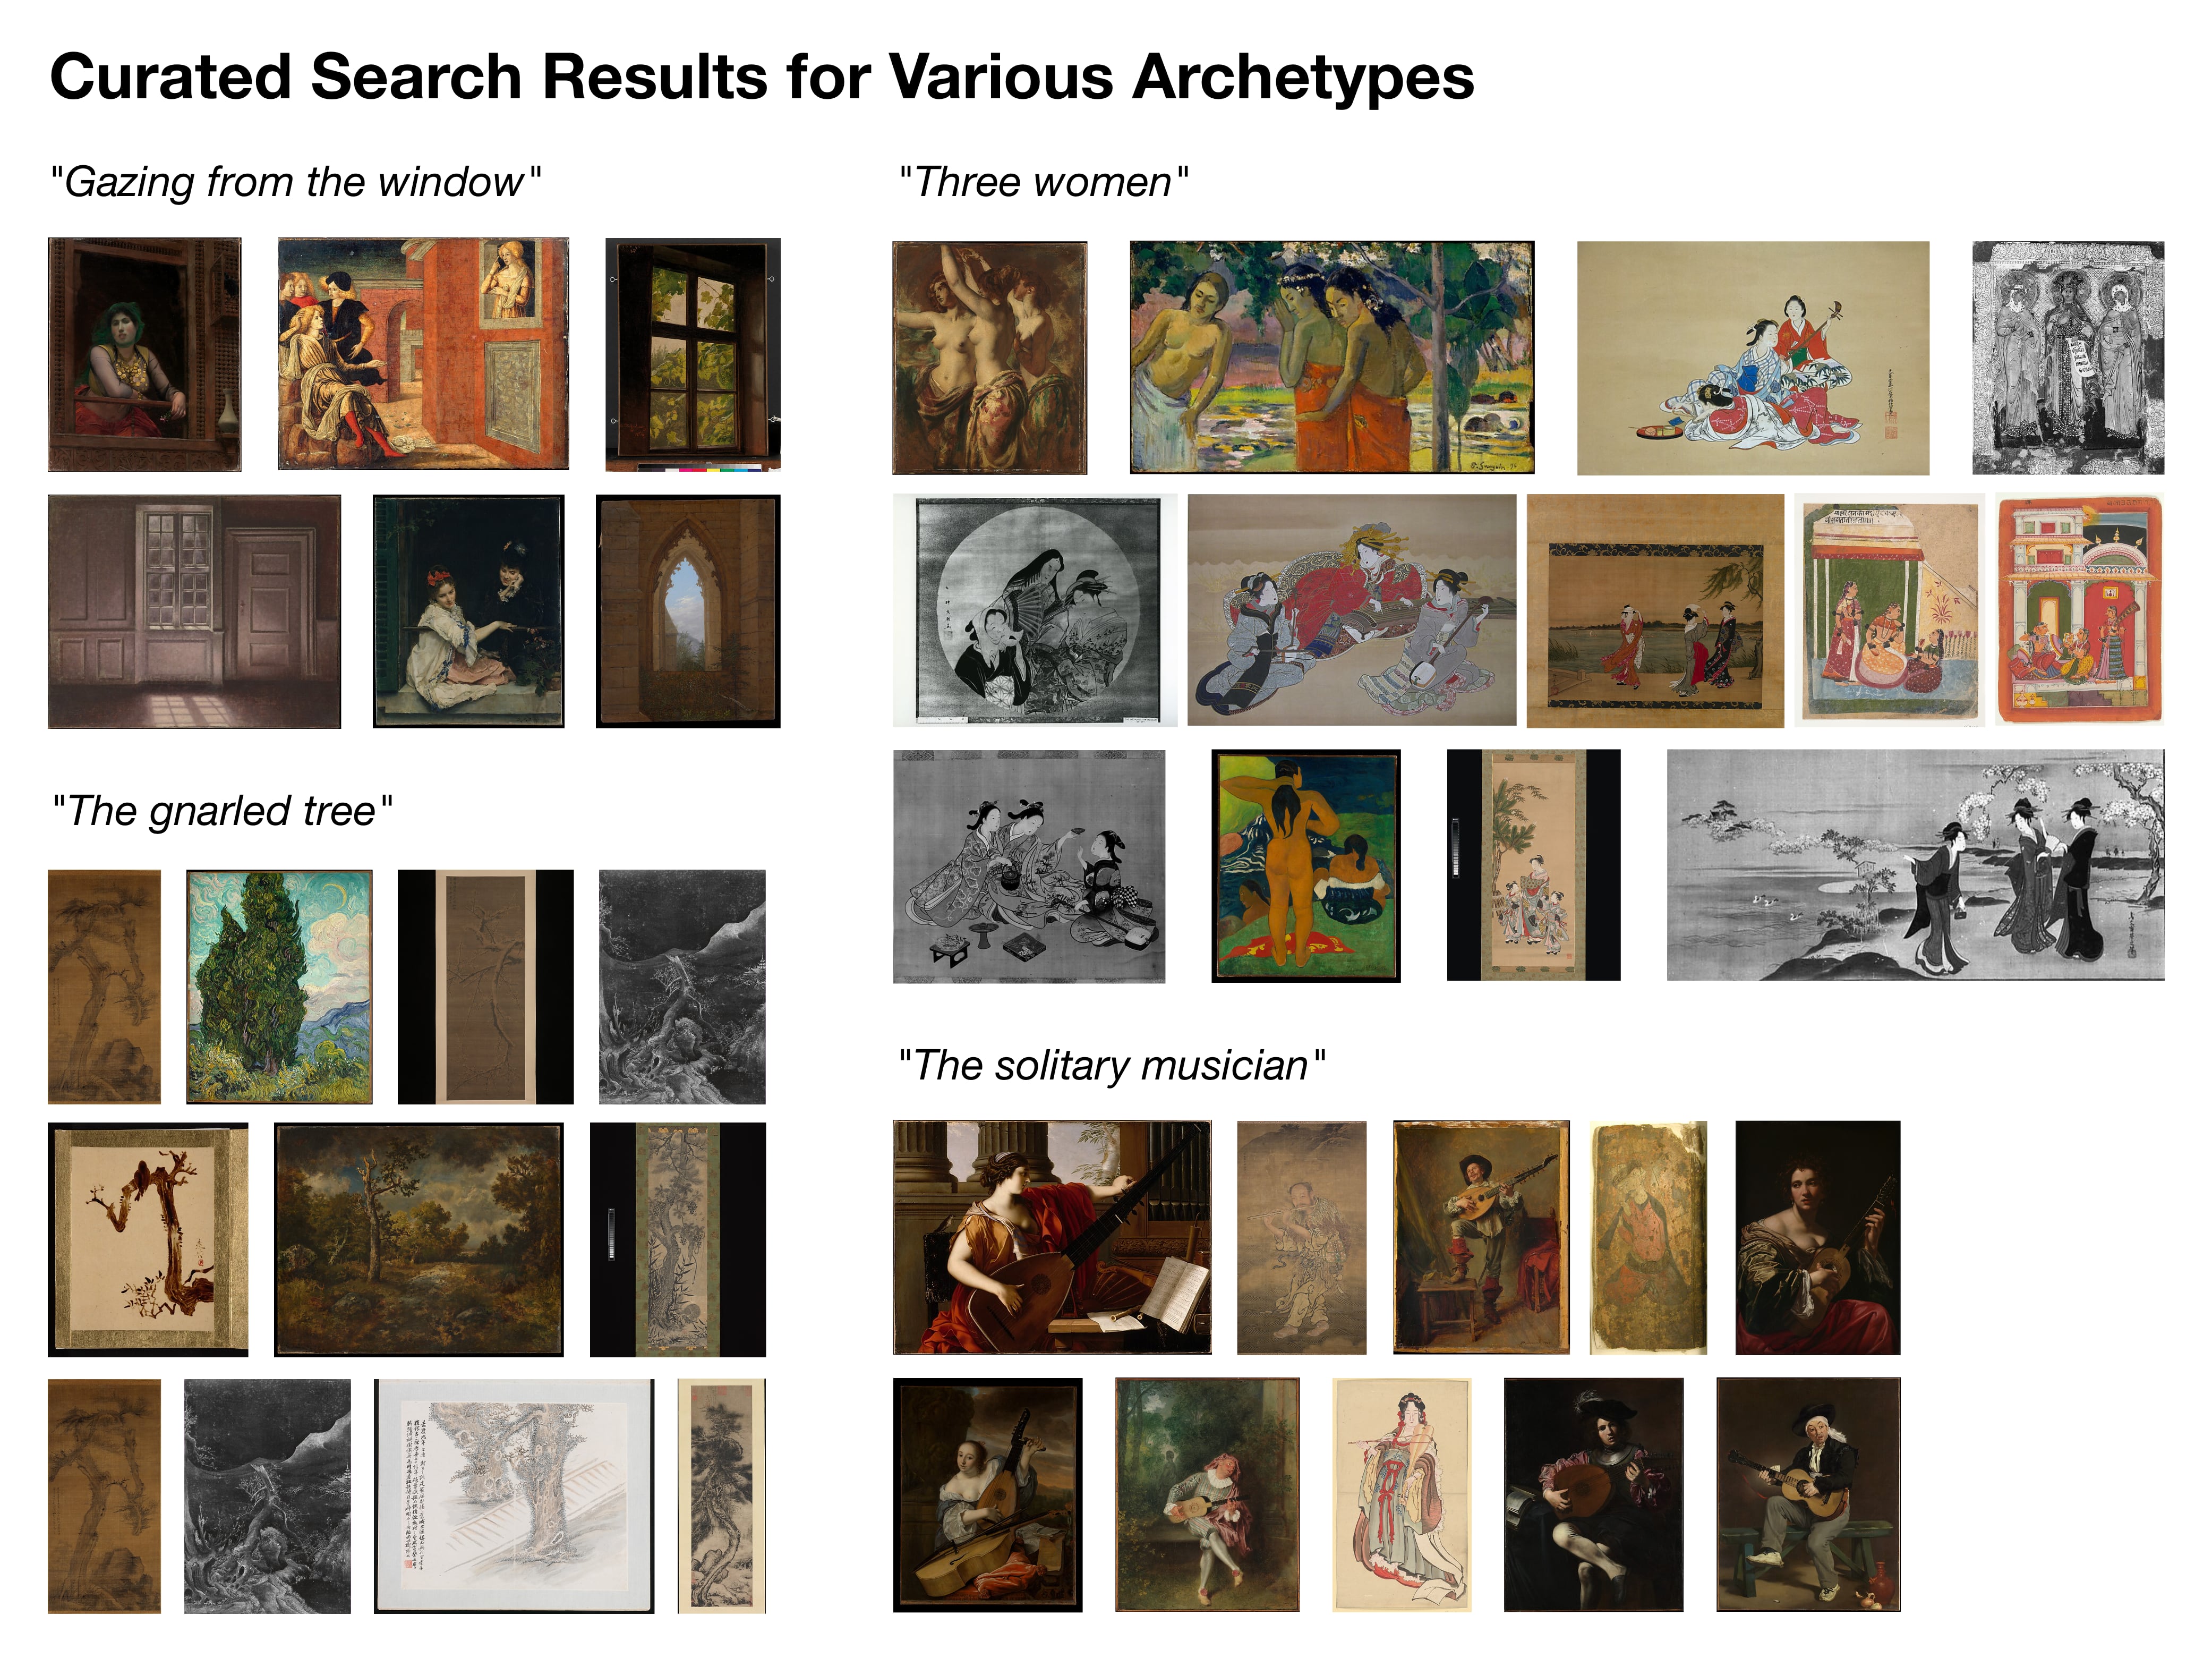 Curated Search Results for Various Archetypes
"Gazing from the window"
"Three women"
"The gnarled tree"
"The solitary musician"